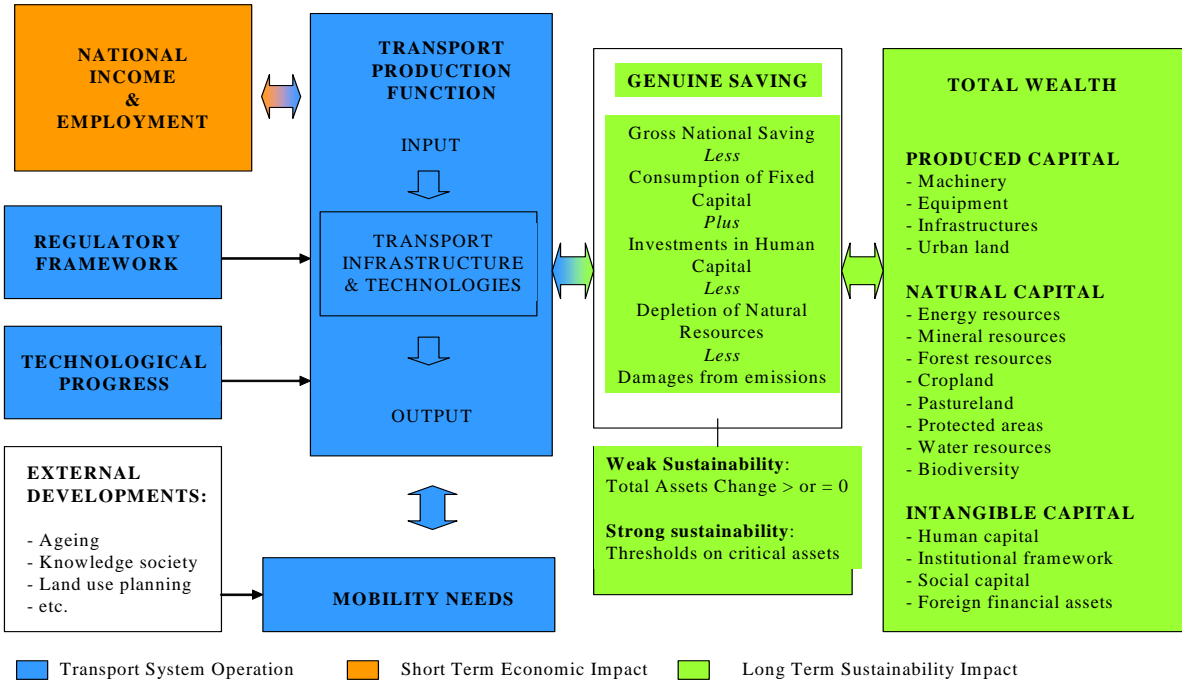 NATIONAL
INCOME
&
EMPLOYMENT
REGULATORY
FRAMEWORK
TECHNOLOGICAL
PROGRESS
EXTERNAL
DEVELOPMENTS:
- Ageing
- Knowledge society
- Land use planning
- etc.
TRANSPORT
PRODUCTION
FUNCTION
INPUT
TRANSPORT
INFRASTRUCTURE
& TECHNOLOGIES
OUTPUT
MOBILITY NEEDS
GENUINE SAVING
Gross National Saving
Less
Consumption of Fixed
Capital
Plus
Investments in Human
Capital
Less
Depletion of Natural
Resources
Less
Damages from emissions
Weak Sustainability:
Total Assets Change > or = 0
Strong sustainability:
Thresholds on critical assets
TOTAL WEALTH
PRODUCED CAPITAL
- Machinery
- Equipment
- Infrastructures
- Urban land
NATURAL CAPITAL
- Energy resources
- Mineral resources
- Forest resources
- Cropland
- Pastureland
- Protected areas
- Water resources
- Biodiversity
INTANGIBLE CAPITAL
- Human capital
- Institutional framework
- Social capital
- Foreign financial assets
Transport System Operation
Short Term Economic Impact
Long Term Sustainability Impact